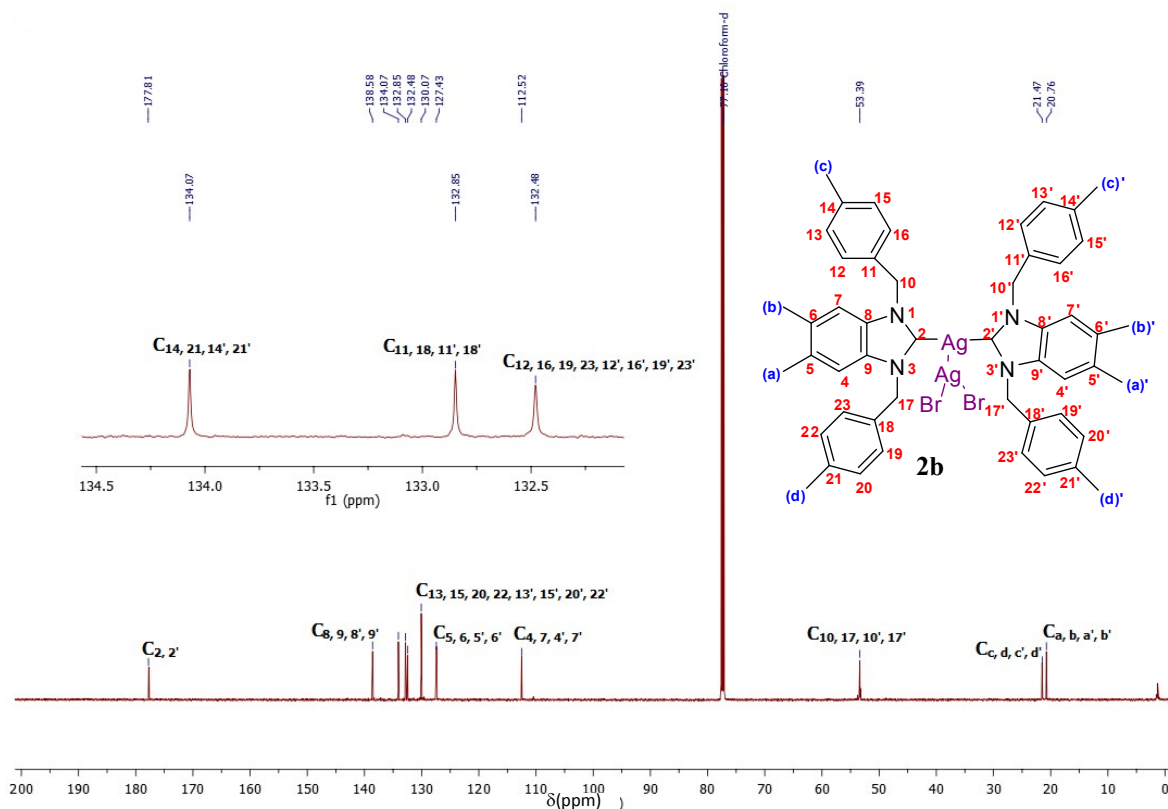 177.81
138.58
134.07
132.85
132.48
130.07
127.43
112.52
77.16 Chloroform-d
53.39
21.47
20.76
134.07
132.85
132.48
C14, 21, 14', 21'
C11, 18, 11', 18'
C12, 16, 19, 23, 12', 16', 19', 23'
134.5 134.0 133.5 133.0 132.5
f1 (ppm)
(c) (c)'
14 15 13 16 12 11 10
13' 14' 12' 15' 11' 16' 10'
(b) 6 7 8 N 1 2 Ag 2' N 1' 8' 7' 6' (b)'
(a) 5 4 9 N 3 Ag N 3' 9' 4' 5' (a)'
Br Br
23 17 18 22 19 21 20
17' 18' 19' 20' 23' 22' 21'
(d) (d)'
2b
C2, 2'
C8, 9, 8', 9'
C13, 15, 20, 22, 13', 15', 20', 22'
C5, 6, 5', 6'
C4, 7, 4', 7'
C10, 17, 10', 17'
Cc, d, c', d'
Ca, b, a', b'
200 190 180 170 160 150 140 130 120 110 100 90 80 70 60 50 40 30 20 10 0
δ(ppm) )